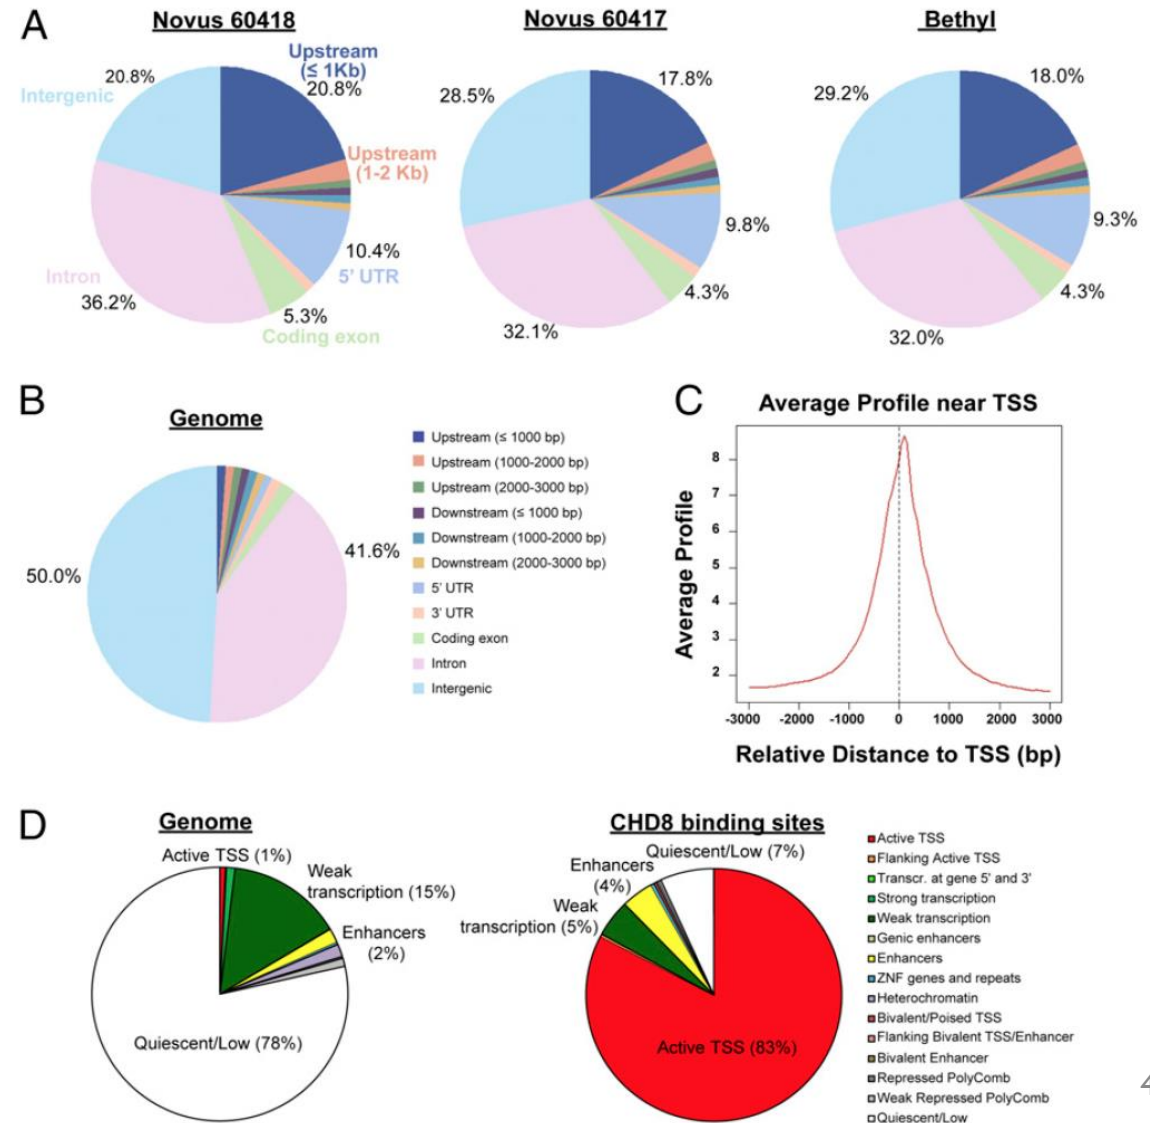 A
Novus 60418
Novus 60417
Bethyl
Upstream
(≤ 1Kb)
20.8%
20.8%
Intergenic
Upstream
(1-2 Kb)
10.4%
5' UTR
Intron
36.2%
5.3%
Coding exon
28.5%
17.8%
9.8%
4.3%
32.1%
29.2%
18.0%
9.3%
4.3%
32.0%
B
Genome
50.0%
41.6%
Upstream (≤ 1000 bp)
Upstream (1000-2000 bp)
Upstream (2000-3000 bp)
Downstream (≤ 1000 bp)
Downstream (1000-2000 bp)
Downstream (2000-3000 bp)
5' UTR
3' UTR
Coding exon
Intron
Intergenic
C
Average Profile near TSS
Average Profile
8
7
6
5
4
3
2
-3000 -2000 -1000 0 1000 2000 3000
Relative Distance to TSS (bp)
D
Genome
Active TSS (1%)
Weak
transcription (15%)
Enhancers
(2%)
Quiescent/Low (78%)
CHD8 binding sites
Quiescent/Low (7%)
Enhancers
(4%)
Weak
transcription (5%)
Active TSS (83%)
Active TSS
Flanking Active TSS
Transcr. at gene 5' and 3'
Strong transcription
Weak transcription
Genic enhancers
Enhancers
ZNF genes and repeats
Heterochromatin
Bivalent/Poised TSS
Flanking Bivalent TSS/Enhancer
Bivalent Enhancer
Repressed PolyComb
Weak Repressed PolyComb
Quiescent/Low